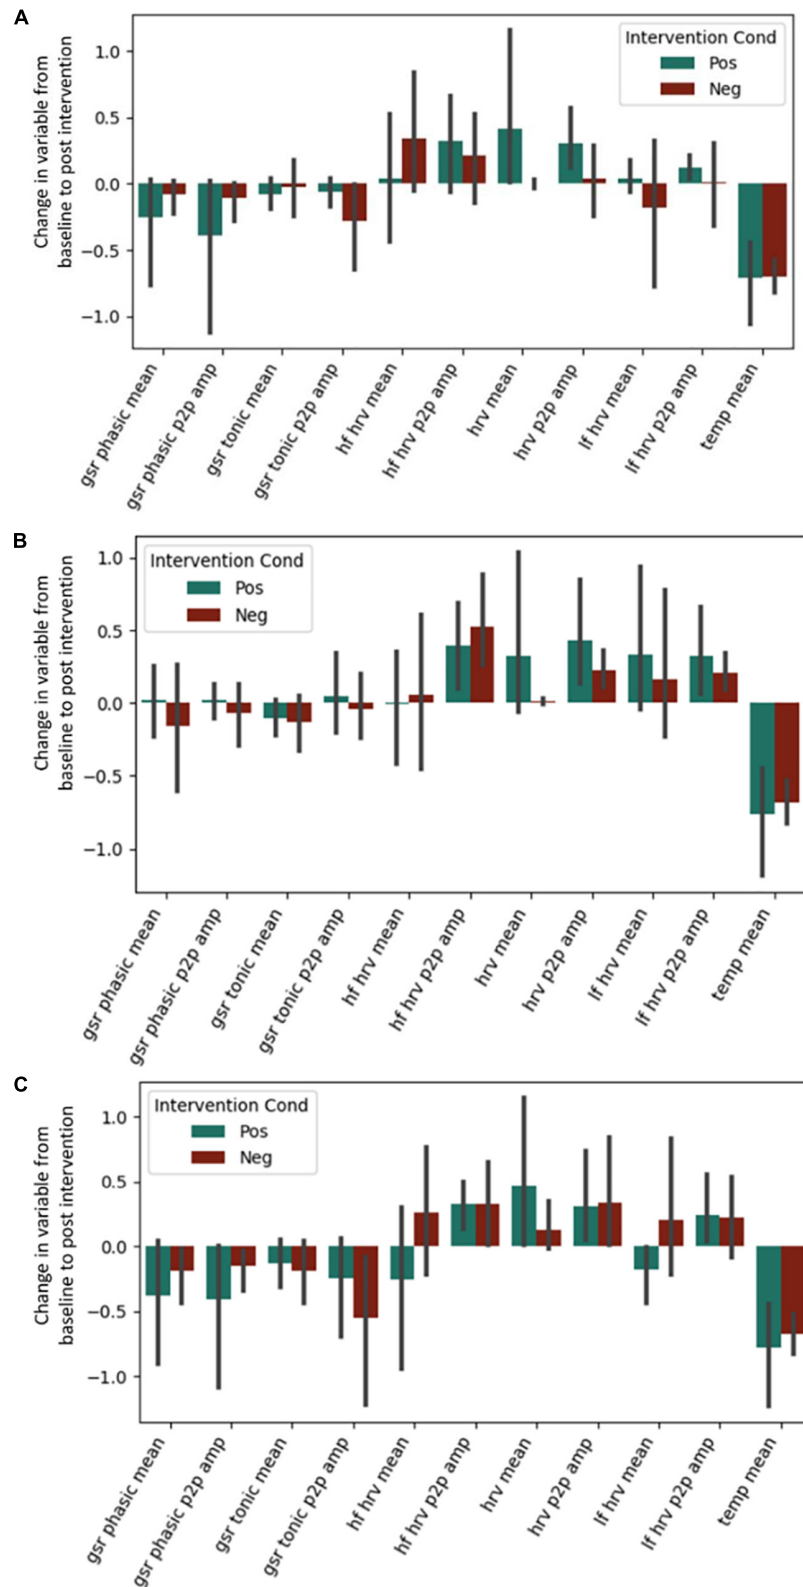 A
Change in variable from
baseline to post intervention
1.0
0.5
0.0
−0.5
−1.0
Intervention Cond
Pos
Neg
gsr phasic mean
gsr phasic p2p amp
gsr tonic mean
gsr tonic p2p amp
hf hrv mean
hf hrv p2p amp
hrv mean
hrv p2p amp
lf hrv mean
lf hrv p2p amp
temp mean
B
Change in variable from
baseline to post intervention
1.0
0.5
0.0
−0.5
−1.0
Intervention Cond
Pos
Neg
gsr phasic mean
gsr phasic p2p amp
gsr tonic mean
gsr tonic p2p amp
hf hrv mean
hf hrv p2p amp
hrv mean
hrv p2p amp
lf hrv mean
lf hrv p2p amp
temp mean
C
Change in variable from
baseline to post intervention
1.0
0.5
0.0
−0.5
−1.0
Intervention Cond
Pos
Neg
gsr phasic mean
gsr phasic p2p amp
gsr tonic mean
gsr tonic p2p amp
hf hrv mean
hf hrv p2p amp
hrv mean
hrv p2p amp
lf hrv mean
lf hrv p2p amp
temp mean